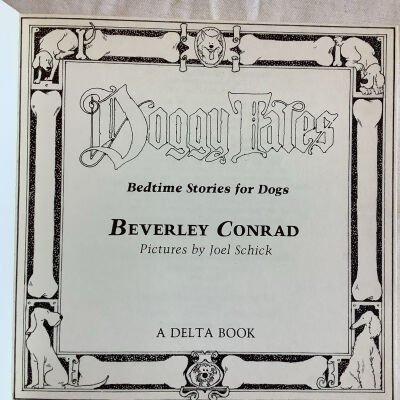 Doggy Tales
Bedtime Stories for Dogs
BEVERLEY CONRAD
Pictures by Joel Schick
A DELTA BOOK